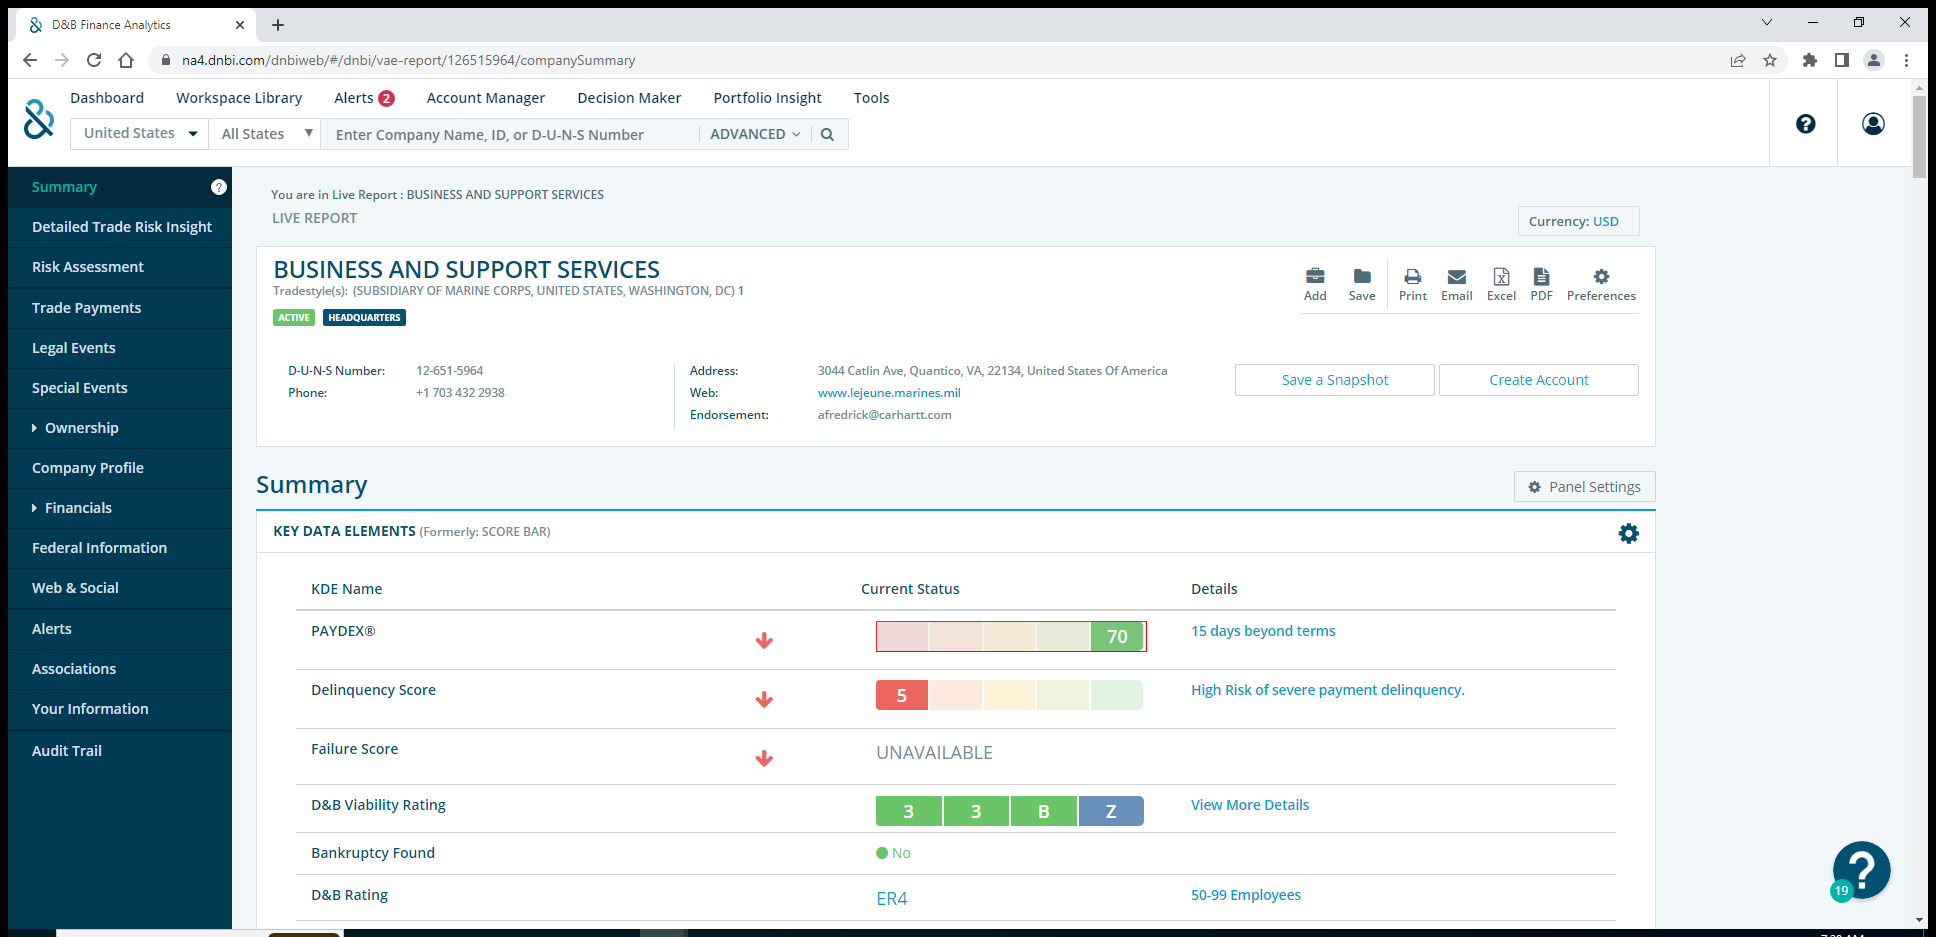 D&B Finance Analytics
na4.dnbi.com/dnbiweb/#/dnbi/vae-report/126515964/companySummary
Dashboard Workspace Library Alerts 2 Account Manager Decision Maker Portfolio Insight Tools
United States All States Enter Company Name, ID, or D-U-N-S Number ADVANCED
?
Summary ?
Detailed Trade Risk Insight
Risk Assessment
Trade Payments
Legal Events
Special Events
Ownership
Company Profile
Financials
Federal Information
Web & Social
Alerts
Associations
Your Information
Audit Trail
You are in Live Report : BUSINESS AND SUPPORT SERVICES
LIVE REPORT
Currency: USD
BUSINESS AND SUPPORT SERVICES
Tradestyle(s): (SUBSIDIARY OF MARINE CORPS, UNITED STATES, WASHINGTON, DC) 1
ACTIVE HEADQUARTERS
Add Save Print Email Excel PDF Preferences
D-U-N-S Number: 12-651-5964
Phone: +1 703 432 2938
Address: 3044 Catlin Ave, Quantico, VA, 22134, United States Of America
Web: www.lejeune.marines.mil
Endorsement: afredrick@carhartt.com
Save a Snapshot Create Account
Summary
Panel Settings
KEY DATA ELEMENTS (Formerly: SCORE BAR)
KDE Name Current Status Details
PAYDEX® 70 15 days beyond terms
Delinquency Score 5 High Risk of severe payment delinquency.
Failure Score UNAVAILABLE
D&B Viability Rating 3 3 B Z View More Details
Bankruptcy Found No
D&B Rating ER4 50-99 Employees
?
19